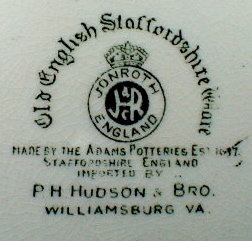 Old English Staffordshire Ware
JONROTH
J&R
ENGLAND
MADE BY THE ADAMS POTTERIES EST 1657.
STAFFORDSHIRE ENGLAND
IMPORTED BY
P.H. HUDSON & BRO.
WILLIAMSBURG VA.